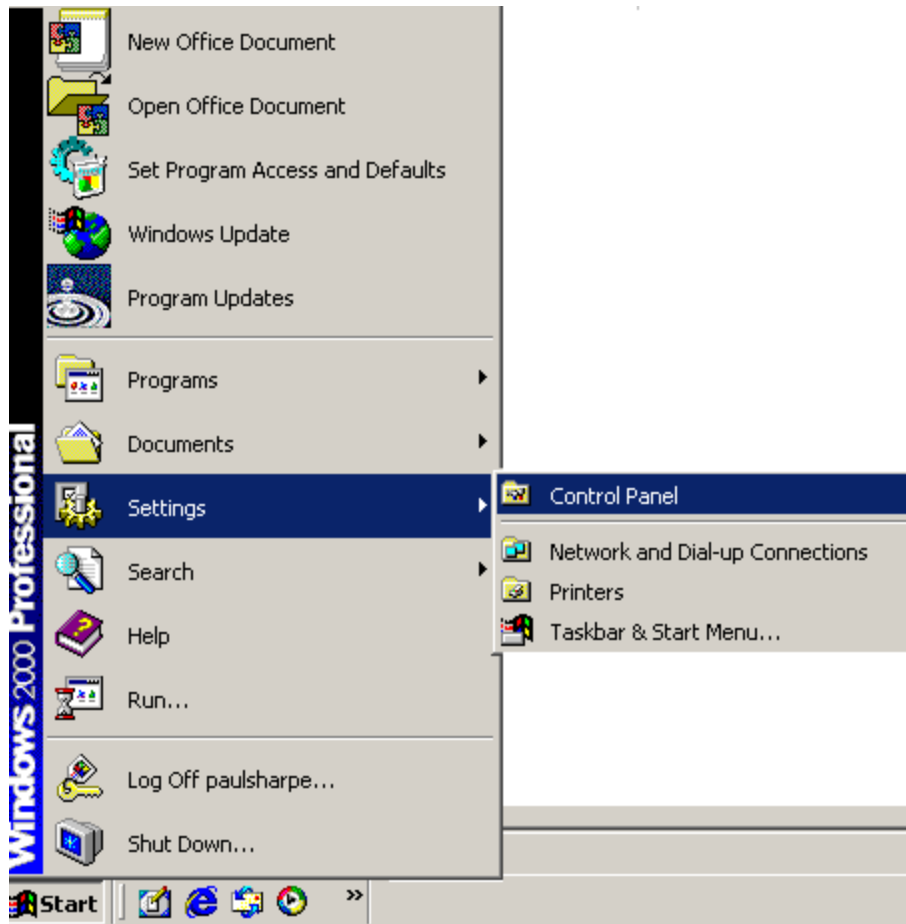 New Office Document
Open Office Document
Set Program Access and Defaults
Windows Update
Program Updates
Programs
Documents
Settings
Search
Help
Run...
Log Off paulsharpe...
Shut Down...
Control Panel
Network and Dial-up Connections
Printers
Taskbar & Start Menu...
Windows 2000 Professional
Start
»